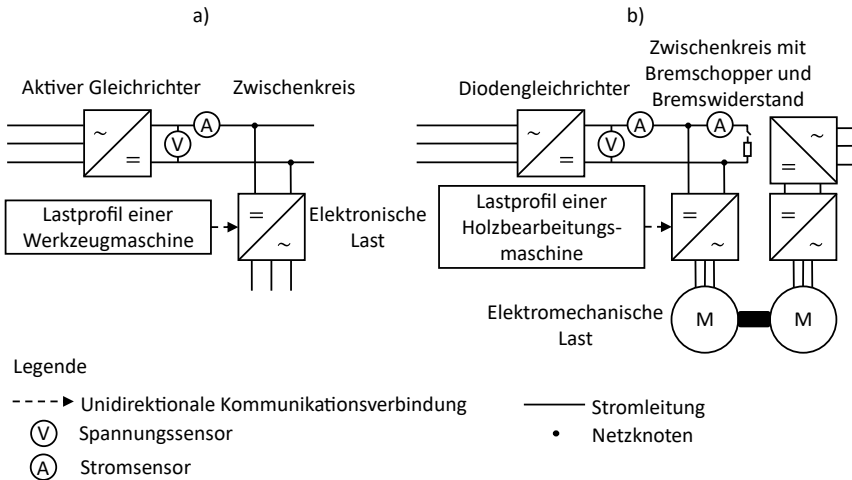 a)
Aktiver Gleichrichter
Zwischenkreis
~
=
V
A
Lastprofil einer
Werkzeugmaschine
=
~
Elektronische
Last
b)
Diodengleichrichter
Zwischenkreis mit
Bremschopper und
Bremswiderstand
~
=
V
A
A
~
=
Lastprofil einer
Holzbearbeitungs-
maschine
=
~
=
~
Elektromechanische
Last
M
M
Legende
Unidirektionale Kommunikationsverbindung
V Spannungssensor
A Stromsensor
Stromleitung
Netzknoten